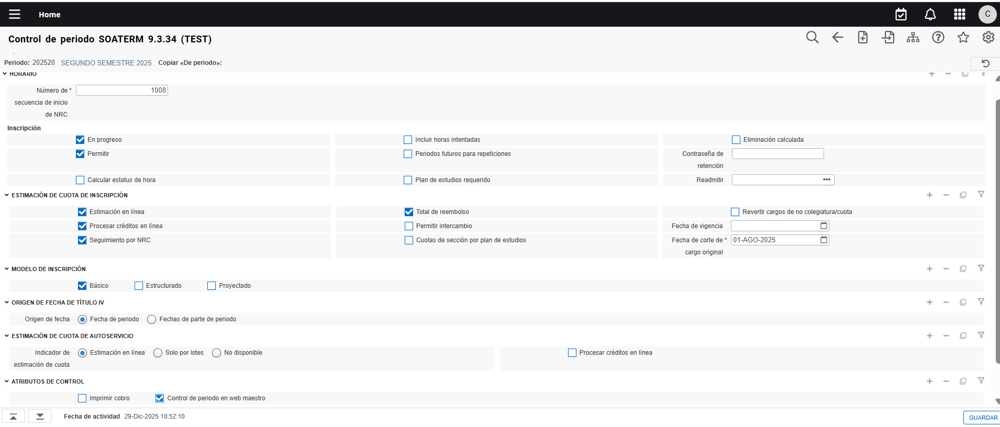 Home
C
Control de periodo SOATERM 9.3.34 (TEST)
Periodo: 202520 SEGUNDO SEMESTRE 2025 Copiar «De periodo»:
HORARIO
Número de * 1008
secuencia de inicio
de NRC
Inscripción
En progreso Incluir horas intentadas Eliminación calculada
Permitir Periodos futuros para repeticiones Contraseña de
retención
Calcular estatus de hora Plan de estudios requerido Readmitir
ESTIMACIÓN DE CUOTA DE INSCRIPCIÓN
Estimación en línea Total de reembolso Revertir cargos de no colegiatura/cuota
Procesar créditos en línea Permitir intercambio Fecha de vigencia
Seguimiento por NRC Cuotas de sección por plan de estudios Fecha de corte de * 01-AGO-2025
cargo original
MODELO DE INSCRIPCIÓN
Básico Estructurado Proyectado
ORIGEN DE FECHA DE TÍTULO IV
Origen de fecha Fecha de periodo Fechas de parte de periodo
ESTIMACIÓN DE CUOTA DE AUTOSERVICIO
Indicador de Estimación en línea Solo por lotes No disponible Procesar créditos en línea
estimación de cuota
ATRIBUTOS DE CONTROL
Imprimir cobro Control de periodo en web maestro
Fecha de actividad 29-Dic-2025 10:52:10 GUARDAR